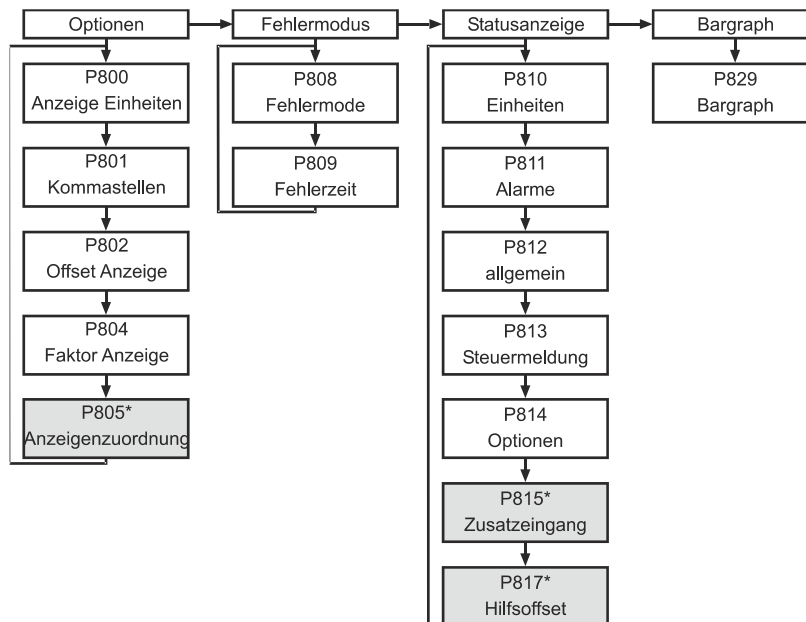 Optionen
Fehlermodus
Statusanzeige
Bargraph
P800
Anzeige Einheiten
P801
Kommastellen
P802
Offset Anzeige
P804
Faktor Anzeige
P805*
Anzeigenzuordnung
P808
Fehlermode
P809
Fehlerzeit
P810
Einheiten
P811
Alarme
P812
allgemein
P813
Steuermeldung
P814
Optionen
P815*
Zusatzeingang
P817*
Hilfsoffset
P829
Bargraph